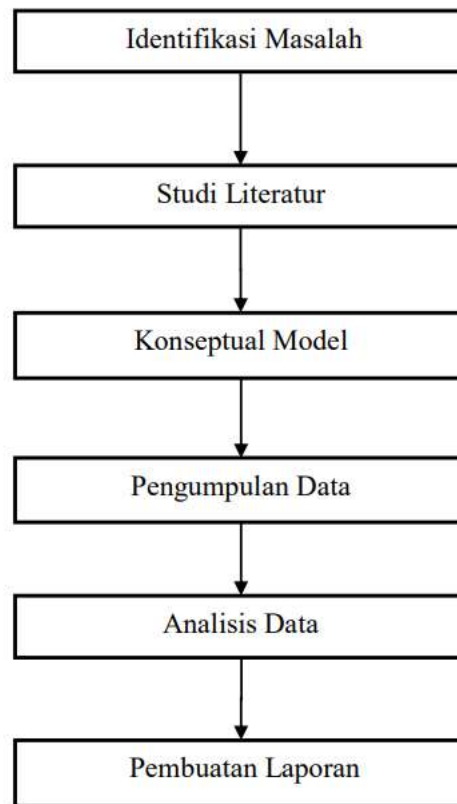 Identifikasi Masalah
Studi Literatur
Konseptual Model
Pengumpulan Data
Analisis Data
Pembuatan Laporan